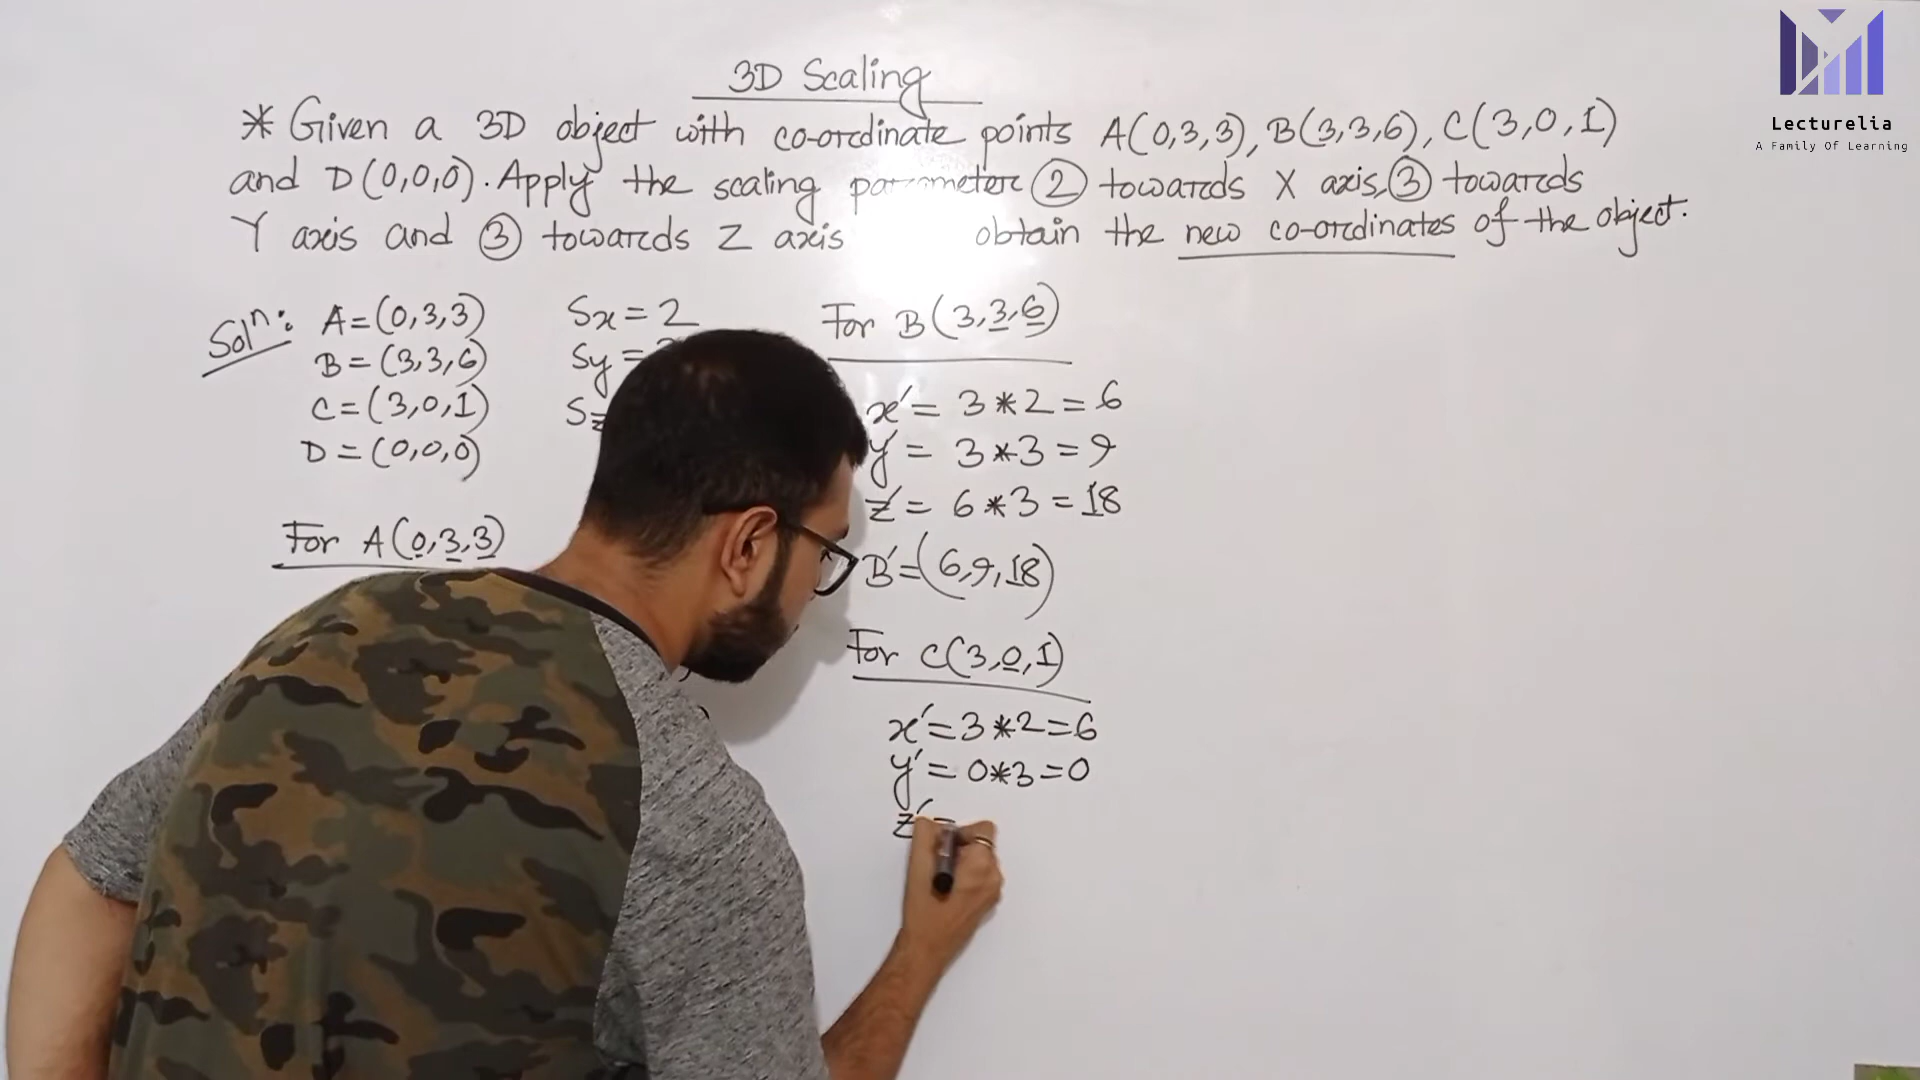 3D Scaling
* Given a 3D object with co-ordinate points A(0,3,3), B(3,3,6), C(3,0,1)
and D(0,0,0). Apply the scaling parameter 2 towards X axis, 3 towards
Y axis and 3 towards Z axis obtain the new co-ordinates of the object.
Solⁿ:
A=(0,3,3)
B=(3,3,6)
C=(3,0,1)
D=(0,0,0)
For A(0,3,3)
Sx=2
Sy=
Sz
For B(3,3,6)
x′= 3*2=6
y′= 3*3=9
z′= 6*3=18
B′=(6,9,18)
For C(3,0,1)
x′=3*2=6
y′=0*3=0
z′=
Lecturelia
A Family Of Learning